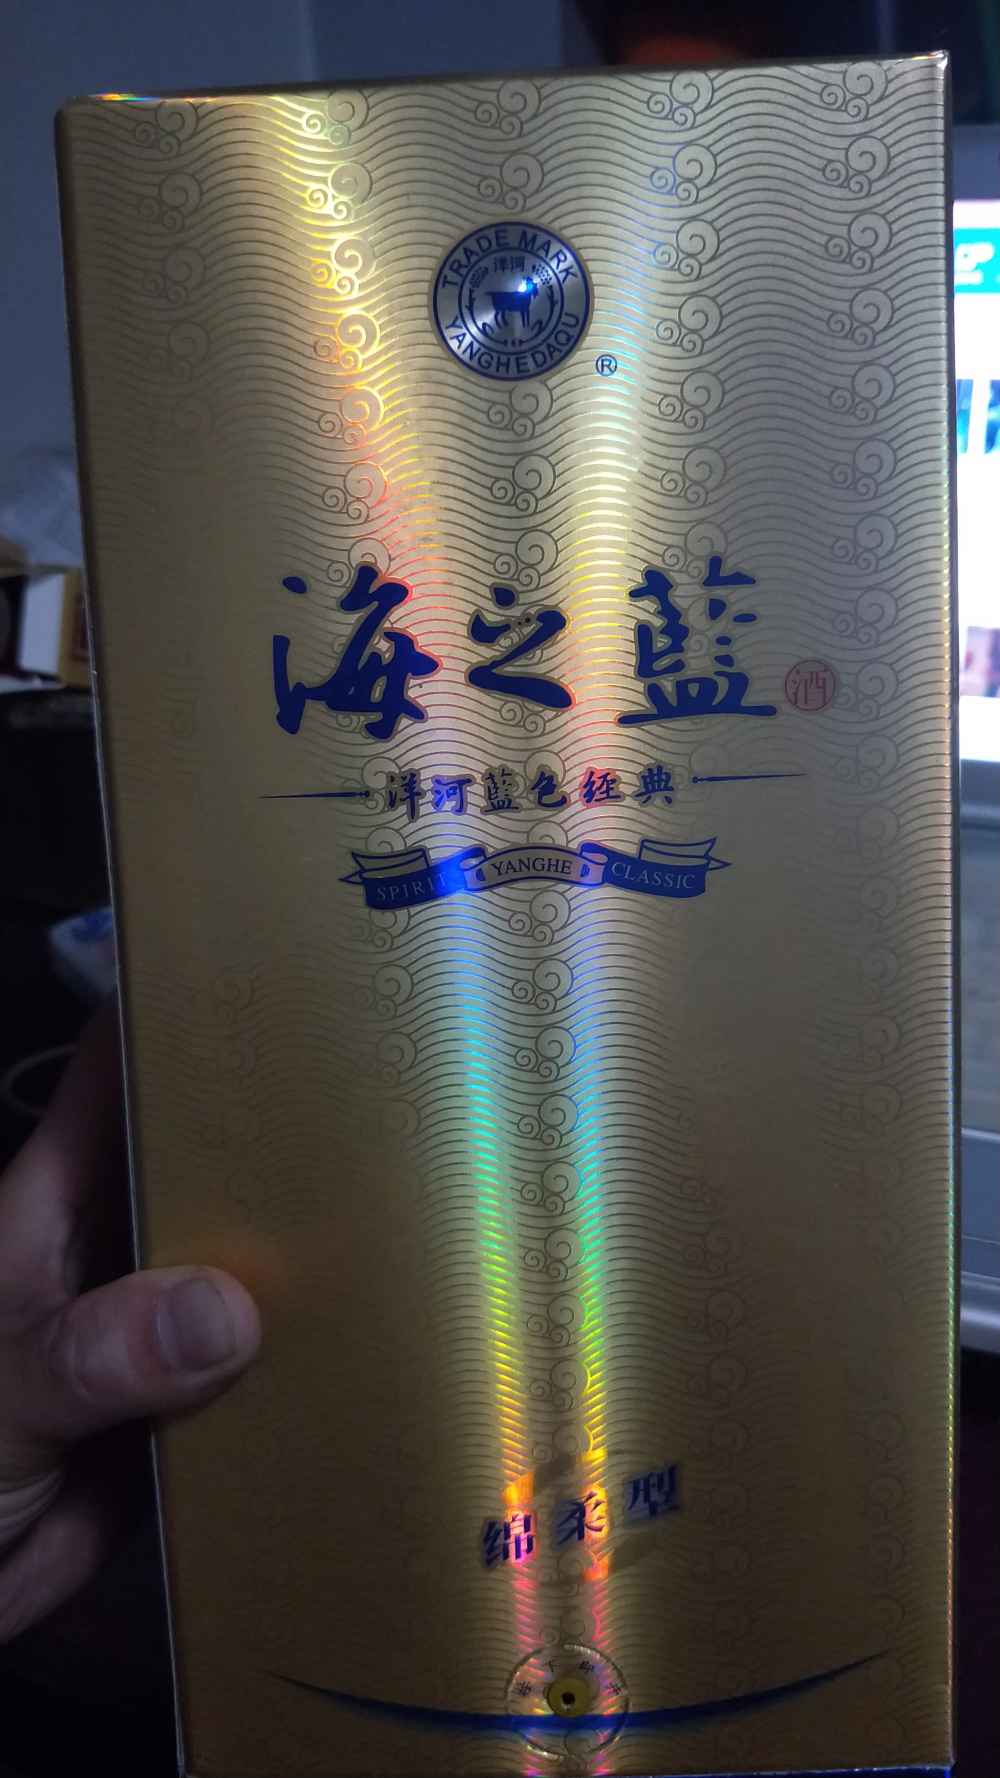 TRADE MARK
洋河
YANGHEDAQU
®
海之藍
酒
洋河藍色经典
SPIRIT YANGHE CLASSIC
绵柔型